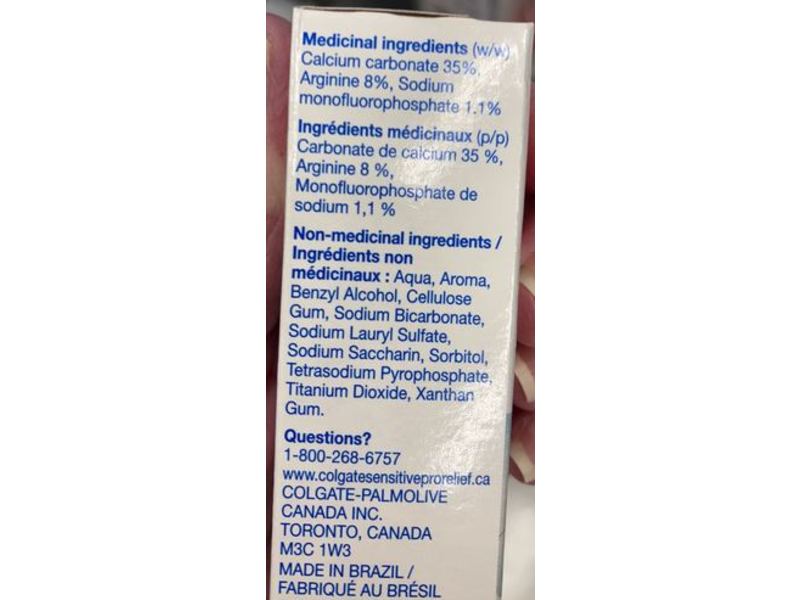 Medicinal ingredients (w/w)
Calcium carbonate 35%,
Arginine 8%, Sodium
monofluorophosphate 1.1%
Ingrédients médicinaux (p/p)
Carbonate de calcium 35 %,
Arginine 8 %,
Monofluorophosphate de
sodium 1,1 %
Non-medicinal ingredients /
Ingrédients non
médicinaux : Aqua, Aroma,
Benzyl Alcohol, Cellulose
Gum, Sodium Bicarbonate,
Sodium Lauryl Sulfate,
Sodium Saccharin, Sorbitol,
Tetrasodium Pyrophosphate,
Titanium Dioxide, Xanthan
Gum.
Questions?
1-800-268-6757
www.colgatesensitiveprorelief.ca
COLGATE-PALMOLIVE
CANADA INC.
TORONTO, CANADA
M3C 1W3
MADE IN BRAZIL /
FABRIQUÉ AU BRÉSIL